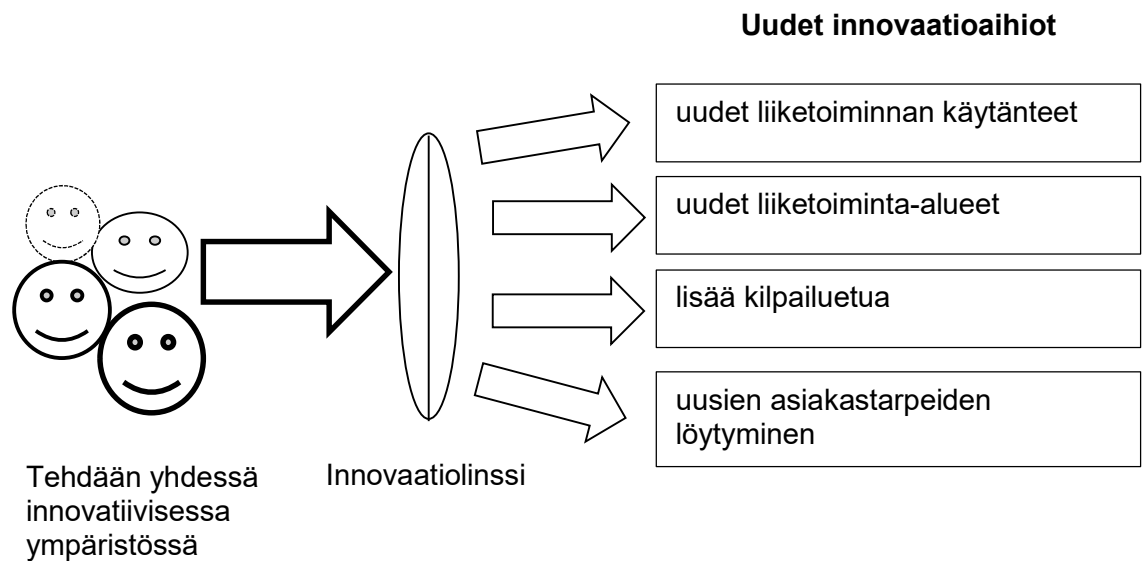 Uudet innovaatioaihiot
uudet liiketoiminnan käytänteet
uudet liiketoiminta-alueet
lisää kilpailuetua
uusien asiakastarpeiden
löytyminen
Tehdään yhdessä
innovatiivisessa
ympäristössä
Innovaatiolinssi